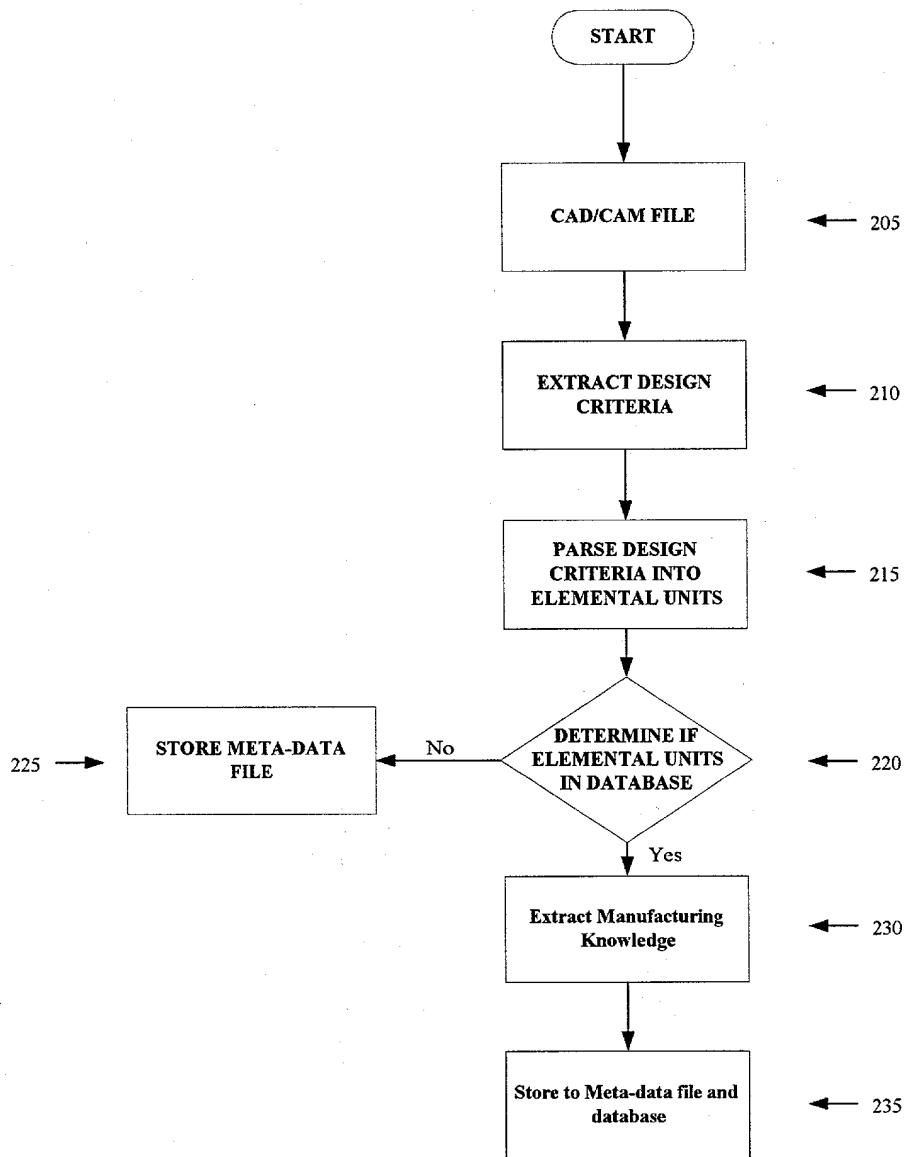 START
CAD/CAM FILE
205
EXTRACT DESIGN
CRITERIA
210
PARSE DESIGN
CRITERIA INTO
ELEMENTAL UNITS
215
DETERMINE IF
ELEMENTAL UNITS
IN DATABASE
220
No
STORE META-DATA
FILE
225
Yes
Extract Manufacturing
Knowledge
230
Store to Meta-data file and
database
235